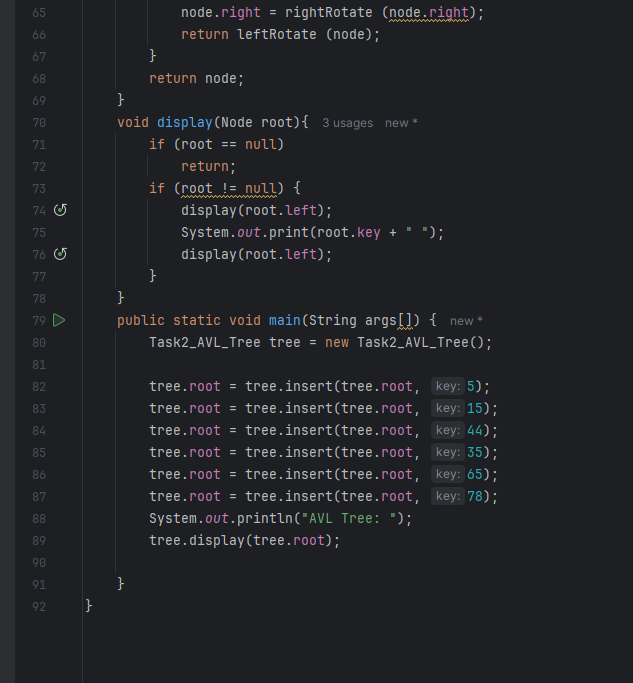 65 node.right = rightRotate (node.right);
66 return leftRotate (node);
67 }
68 return node;
69 }
70 void display(Node root){ 3 usages new *
71 if (root == null)
72 return;
73 if (root != null) {
74 display(root.left);
75 System.out.print(root.key + " ");
76 display(root.left);
77 }
78 }
79 public static void main(String args[]) { new *
80 Task2_AVL_Tree tree = new Task2_AVL_Tree();
81
82 tree.root = tree.insert(tree.root, key: 5);
83 tree.root = tree.insert(tree.root, key: 15);
84 tree.root = tree.insert(tree.root, key: 44);
85 tree.root = tree.insert(tree.root, key: 35);
86 tree.root = tree.insert(tree.root, key: 65);
87 tree.root = tree.insert(tree.root, key: 78);
88 System.out.println("AVL Tree: ");
89 tree.display(tree.root);
90
91 }
92 }